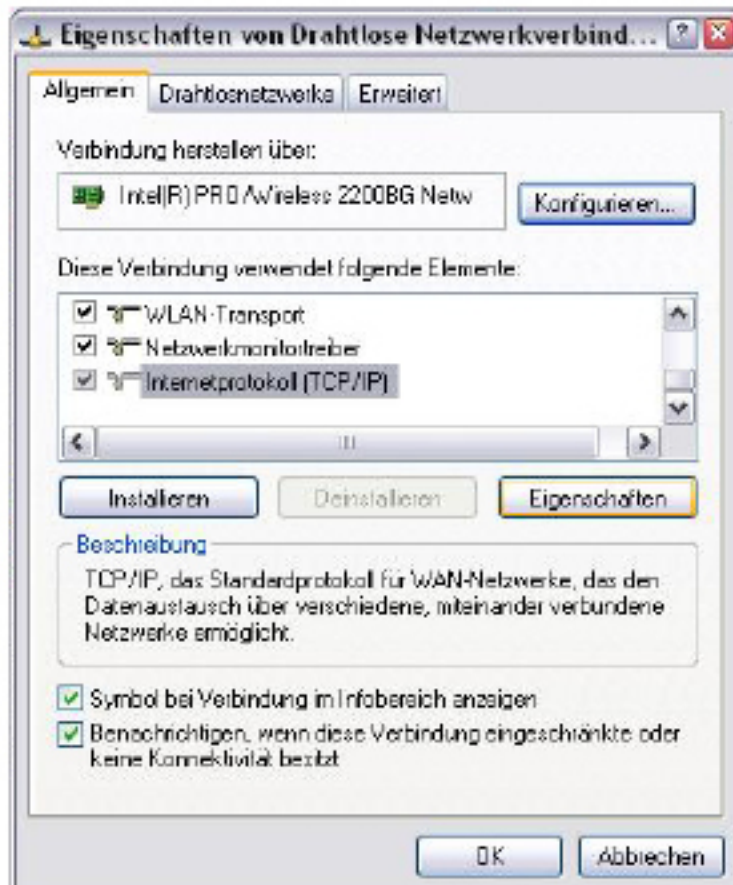 Eigenschaften von Drahtlose Netzwerkverbind...
Allgemein Drahtlosnetzwerke Erweitert
Verbindung herstellen über:
Intel(R) PRO/Wireless 2200BG Netw
Konfigurieren...
Diese Verbindung verwendet folgende Elemente:
WLAN-Transport
Netzwerkmonitortreiber
Internetprotokoll (TCP/IP)
Installieren Deinstallieren Eigenschaften
Beschreibung
TCP/IP, das Standardprotokoll für WAN-Netzwerke, das den
Datenaustausch über verschiedene, miteinander verbundene
Netzwerke ermöglicht.
Symbol bei Verbindung im Infobereich anzeigen
Benachrichtigen, wenn diese Verbindung eingeschränkte oder
keine Konnektivität besitzt
OK Abbrechen